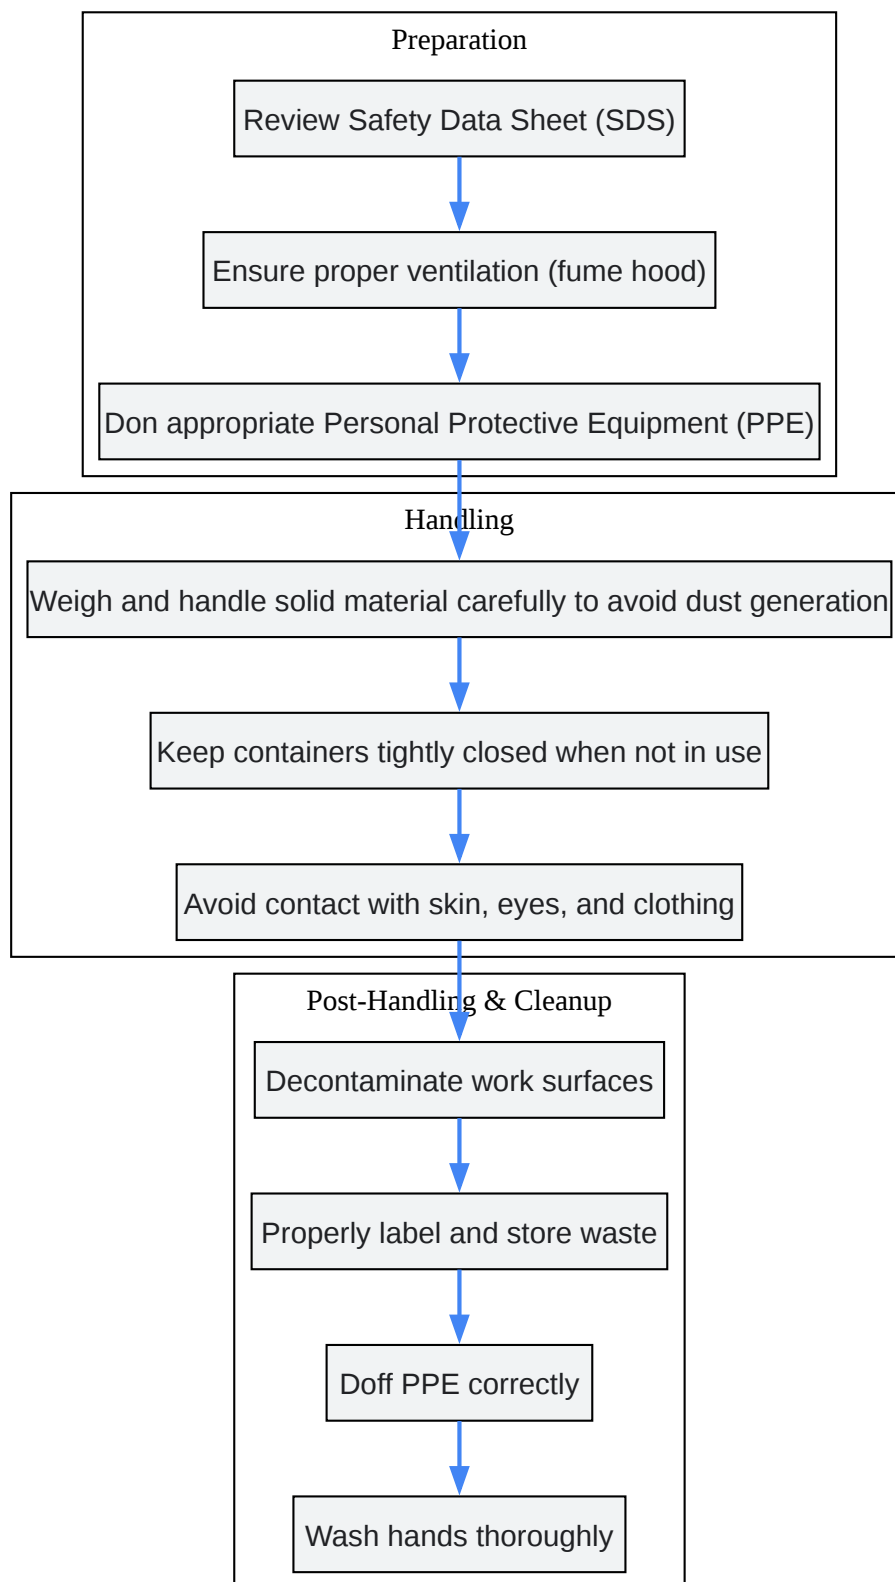 Preparation
Review Safety Data Sheet (SDS)
Ensure proper ventilation (fume hood)
Don appropriate Personal Protective Equipment (PPE)
Handling
Weigh and handle solid material carefully to avoid dust generation
Keep containers tightly closed when not in use
Avoid contact with skin, eyes, and clothing
Post-Handling & Cleanup
Decontaminate work surfaces
Properly label and store waste
Doff PPE correctly
Wash hands thoroughly